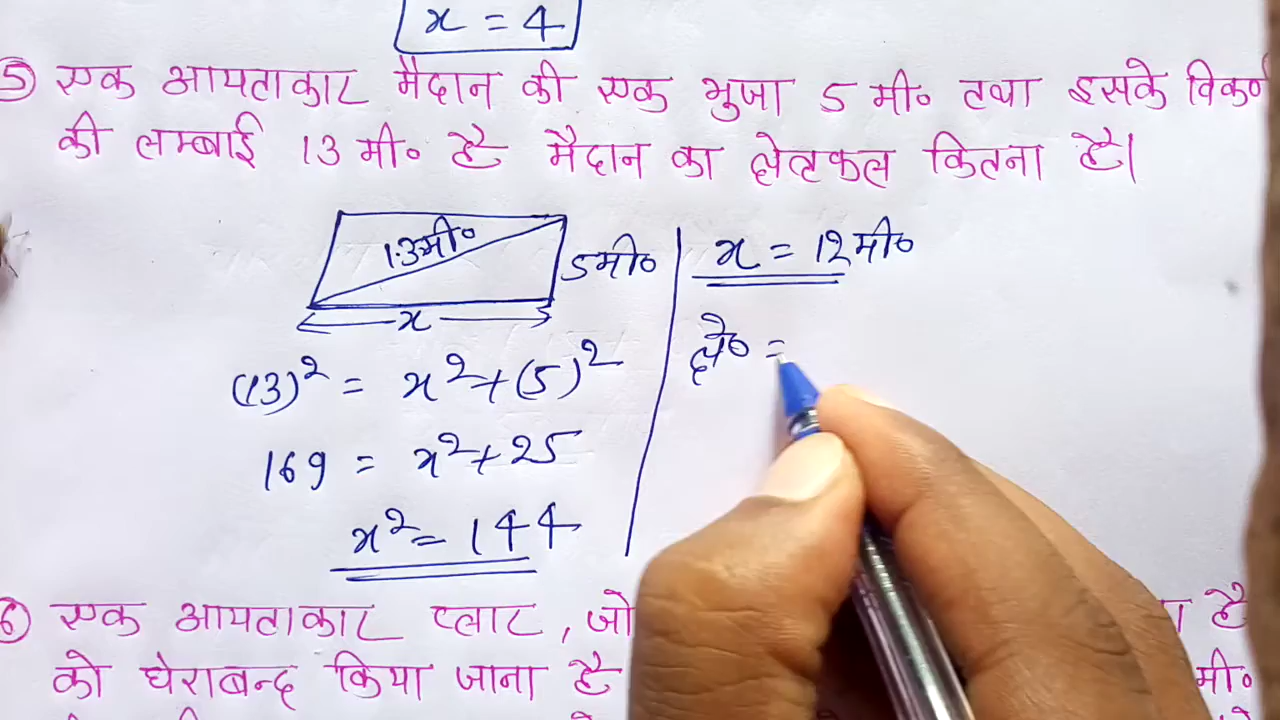 x = 4
5 एक आयताकार मैदान की एक भुजा 5 मी० तथा इसके विकर्ण
की लम्बाई 13 मी० है मैदान का क्षेत्रफल कितना है।
13मी०
5मी०
x
(13)² = x² + (5)²
169 = x² + 25
x² = 144
x = 12मी०
क्षे० =
6 एक आयताकार प्लाट , जो है
को घेराबन्द किया जाना है मी०